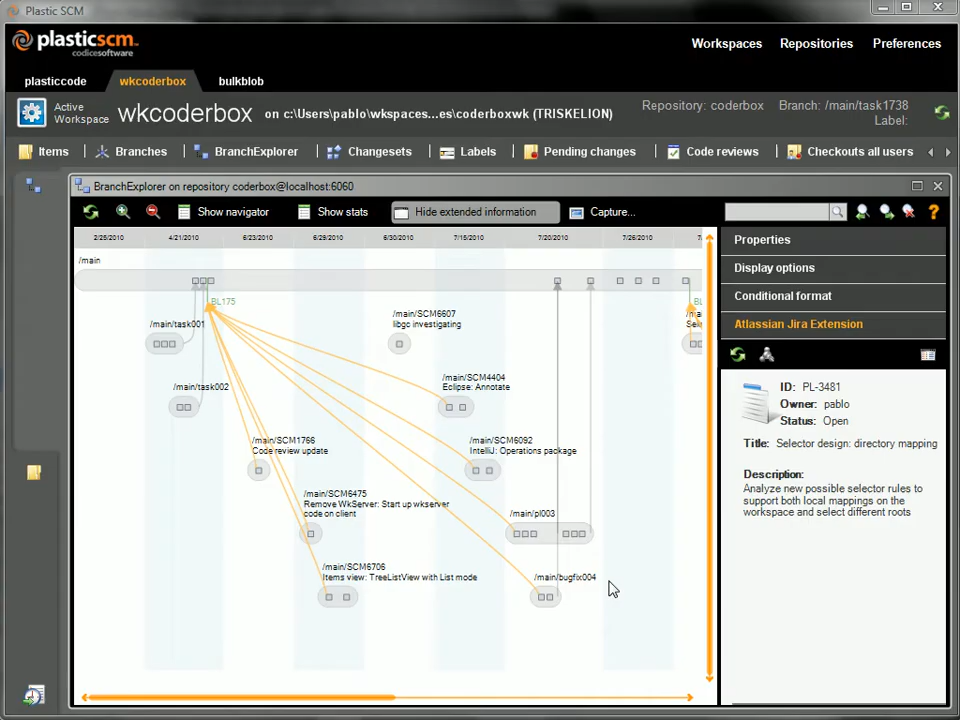 Plastic SCM
plasticscm
codicesoftware
Workspaces Repositories Preferences
plasticcode wkcoderbox bulkblob
Active
Workspace
wkcoderbox on c:\Users\pablo\wkspaces...es\coderboxwk (TRISKELION)
Repository: coderbox Branch: /main/task1738
Label:
Items Branches BranchExplorer Changesets Labels Pending changes Code reviews Checkouts all users
BranchExplorer on repository coderbox@localhost:6060
Show navigator Show stats Hide extended information Capture...
2/25/2010 4/21/2010 6/23/2010 6/29/2010 6/30/2010 7/15/2010 7/20/2010 7/26/2010
/main
BL175
/main/task001
/main/SCM6607
libgc investigating
/main/task002
/main/SCM4404
Eclipse: Annotate
/main/SCM1766
Code review update
/main/SCM6092
IntelliJ: Operations package
/main/SCM6475
Remove WkServer: Start up wkserver
code on client
/main/pl003
/main/SCM6706
Items view: TreeListView with List mode
/main/bugfix004
Properties
Display options
Conditional format
Atlassian Jira Extension
ID: PL-3481
Owner: pablo
Status: Open
Title: Selector design: directory mapping
Description:
Analyze new possible selector rules to
support both local mappings on the
workspace and select different roots